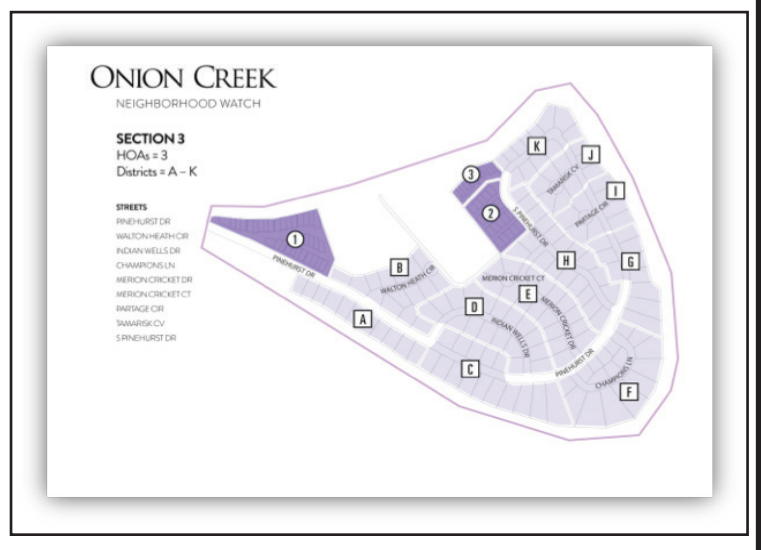 ONION CREEK
NEIGHBORHOOD WATCH
SECTION 3
HOAs = 3
Districts = A – K
STREETS
PINEHURST DR
WALTON HEATH CIR
INDIAN WELLS DR
CHAMPIONS LN
MERION CRICKET DR
MERION CRICKET CT
PARTAGE CIR
TAMARISK CV
S PINEHURST DR
K
J
3
TAMARISK CV
I
2
PARTAGE CIR
S PINEHURST DR
1
H
G
PINEHURST DR
B
MERION CRICKET CT
WALTON HEATH CIR
E
D
MERION CRICKET DR
A
INDIAN WELLS DR
PINEHURST DR
C
CHAMPIONS LN
F